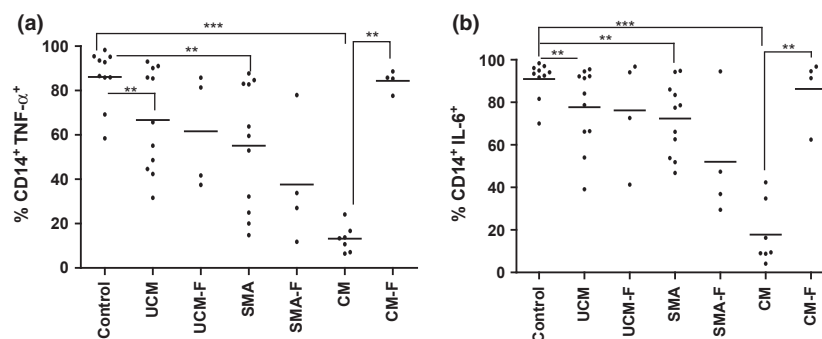 (a)
***
**
**
**
100
80
60
40
20
0
% CD14+ TNF-α+
Control
UCM
UCM-F
SMA
SMA-F
CM
CM-F
(b)
***
**
**
**
100
80
60
40
20
0
% CD14+ IL-6+
Control
UCM
UCM-F
SMA
SMA-F
CM
CM-F